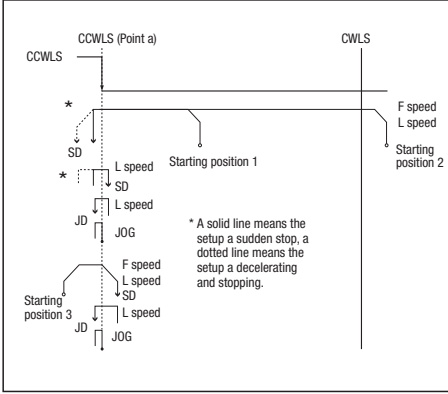 CCWLS (Point a)
CWLS
CCWLS
F speed
L speed
*
SD
Starting position 1
Starting
position 2
L speed
*
SD
L speed
JD
JOG
* A solid line means the
setup a sudden stop, a
dotted line means the
setup a decelerating
and stopping.
F speed
L speed
SD
Starting
position 3
L speed
JD
JOG